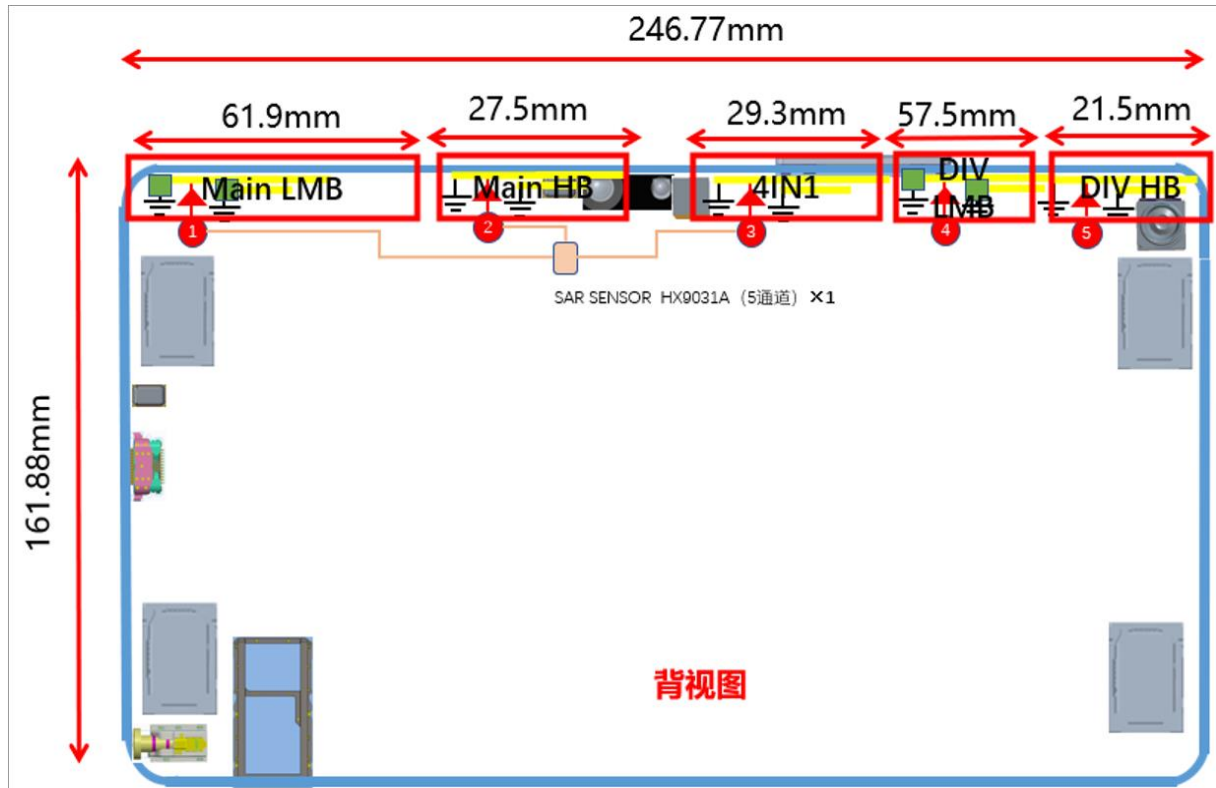 246.77mm
61.9mm
27.5mm
29.3mm
57.5mm
21.5mm
Main LMB
Main HB
4IN1
DIV
LMB
DIV HB
1
2
3
4
5
SAR SENSOR HX9031A（5通道）×1
161.88mm
背视图